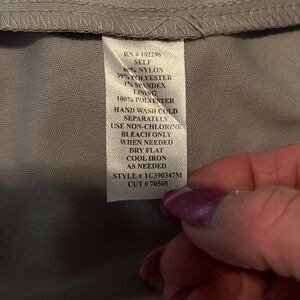 RN # 102296
SELF
60% NYLON
39% POLYESTER
1% SPANDEX
LINING
100% POLYESTER
HAND WASH COLD
SEPARATELY
USE NON-CHLORINE
BLEACH ONLY
WHEN NEEDED
DRY FLAT
COOL IRON
AS NEEDED
STYLE # TC390347M
CUT # 70560